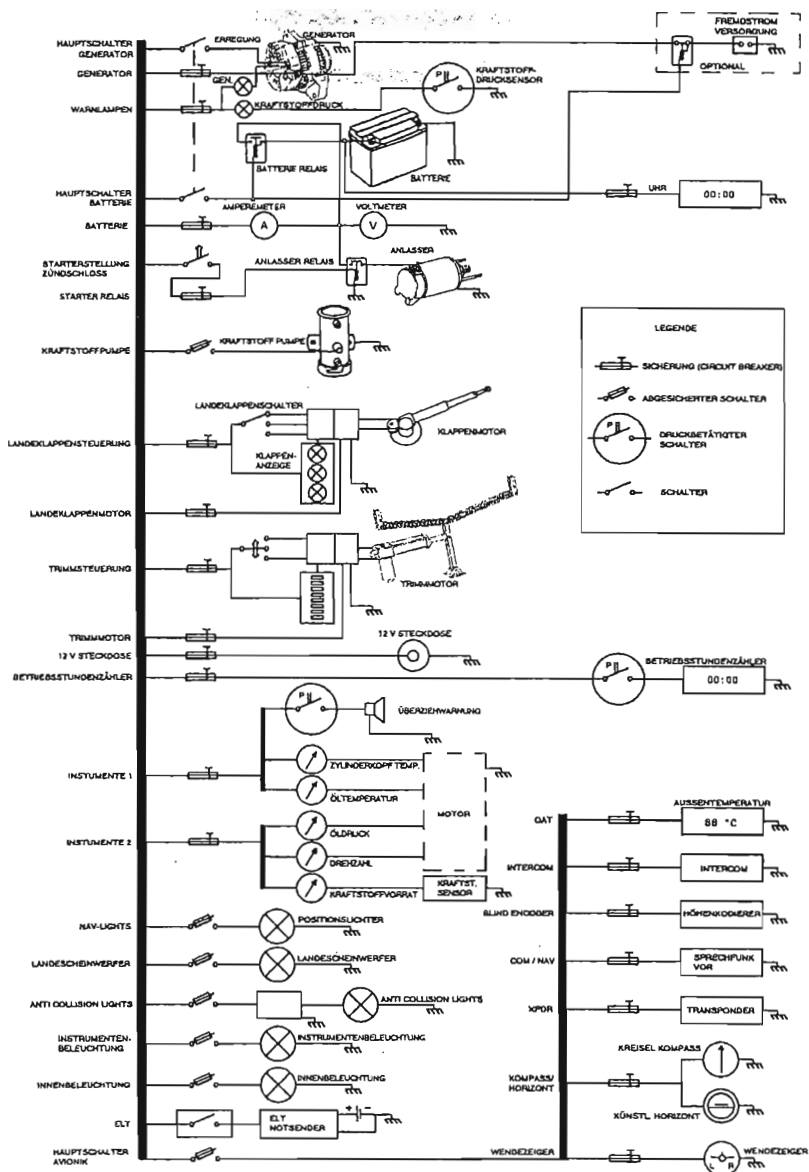 HAUPTSCHALTER
GENERATOR
ERREGUNG
GENERATOR
FREMDSTROM
VERSORGUNG
OPTIONAL
GENERATOR
GEN.
KRAFTSTOFF-
DRUCKSENSOR
WARNLAMPEN
KRAFTSTOFFDRUCK
BATTERIE RELAIS
BATTERIE
HAUPTSCHALTER
BATTERIE
UHR
00:00
AMPEREMETER
VOLTMETER
BATTERIE
A
V
STARTERSTELLUNG
ZÜNDSCHLOSS
ANLASSER RELAIS
ANLASSER
STARTER RELAIS
KRAFTSTOFFPUMPE
KRAFTSTOFF PUMPE
LEGENDE
SICHERUNG (CIRCUIT BREAKER)
ABGESICHERTER SCHALTER
P
DRUCKBETÄTIGTER
SCHALTER
SCHALTER
LANDEKLAPPENSCHALTER
KLAPPENMOTOR
LANDEKLAPPENSTEUERUNG
KLAPPEN-
ANZEIGE
LANDEKLAPPENMOTOR
TRIMMSTEUERUNG
TRIMMMOTOR
TRIMMMOTOR
12 V STECKDOSE
12 V STECKDOSE
BETRIEBSSTUNDENZÄHLER
P
BETRIEBSSTUNDENZÄHLER
00:00
P
ÜBERZIEHWARNUNG
INSTUMENTE 1
ZYLINDERKOPF TEMP.
ÖLTEMPERATUR
MOTOR
INSTUMENTE 2
ÖLDRUCK
DREHZAHL
KRAFTSTOFFVORRAT
KRAFTST.
SENSOR
OAT
AUSSENTEMPERATUR
88 °C
INTERCOM
INTERCOM
BLIND ENCODER
HÖHENKODIERER
COM / NAV
SPRECHFUNK
VOR
XPDR
TRANSPONDER
KREISEL KOMPASS
KOMPASS/
HORIZONT
KÜNSTL. HORIZONT
NAV-LIGHTS
POSITIONSLICHTER
LANDESCHEINWERFER
LANDESCHEINWERFER
ANTI COLLISION LIGHTS
ANTI COLLISION LIGHTS
INSTRUMENTEN-
BELEUCHTUNG
INSTRUMENTENBELEUCHTUNG
INNENBELEUCHTUNG
INNENBELEUCHTUNG
ELT
ELT
NOTSENDER
+ -
HAUPTSCHALTER
AVIONIK
WENDEZEIGER
WENDEZEIGER
R